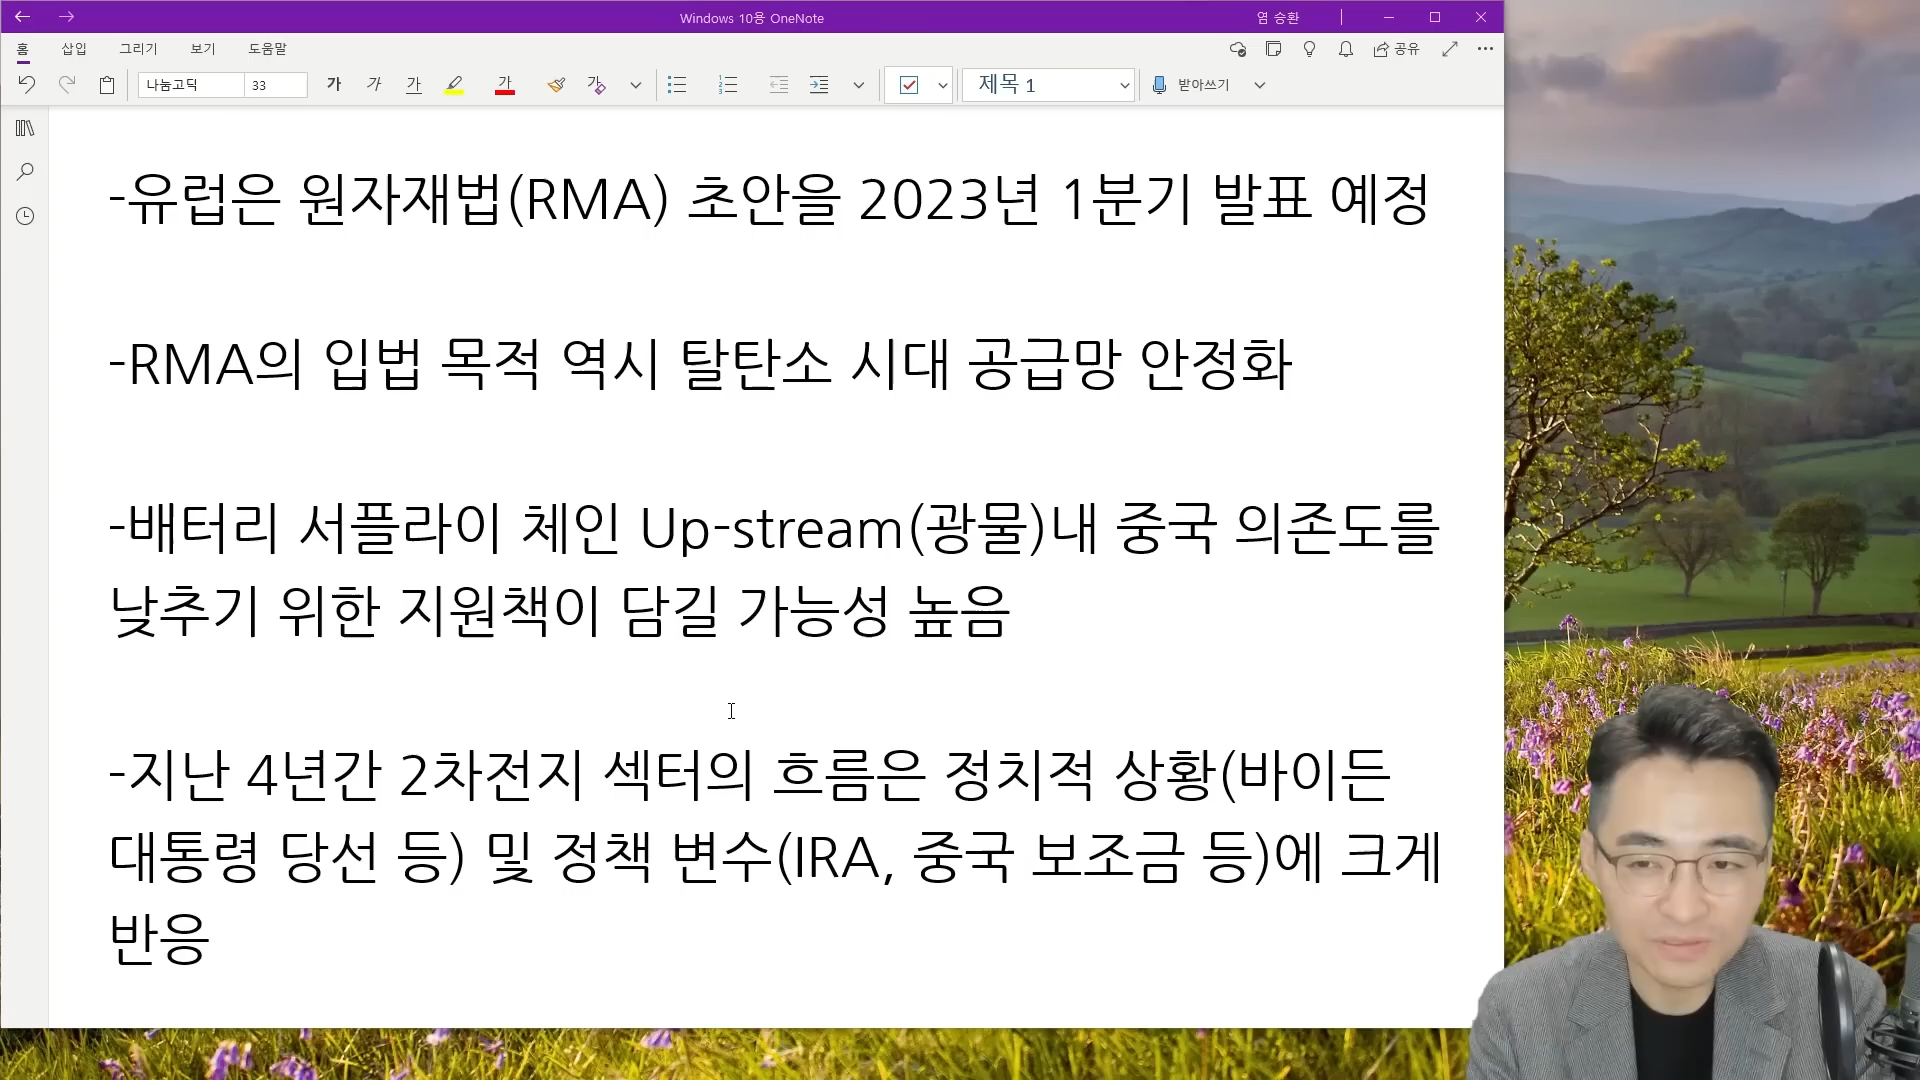 Windows 10용 OneNote
염 승환
홈 삽입 그리기 보기 도움말
공유
나눔고딕 33 가 가 가 가 가 제목 1 받아쓰기
-유럽은 원자재법(RMA) 초안을 2023년 1분기 발표 예정
-RMA의 입법 목적 역시 탈탄소 시대 공급망 안정화
-배터리 서플라이 체인 Up-stream(광물)내 중국 의존도를
낮추기 위한 지원책이 담길 가능성 높음
-지난 4년간 2차전지 섹터의 흐름은 정치적 상황(바이든
대통령 당선 등) 및 정책 변수(IRA, 중국 보조금 등)에 크게
반응